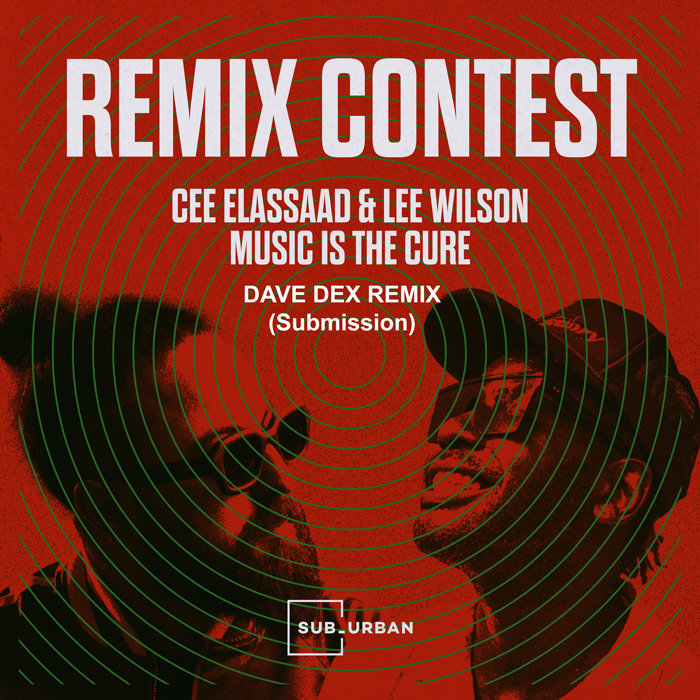 REMIX CONTEST
CEE ELASSAAD & LEE WILSON
MUSIC IS THE CURE
DAVE DEX REMIX
(Submission)
SUB_URBAN